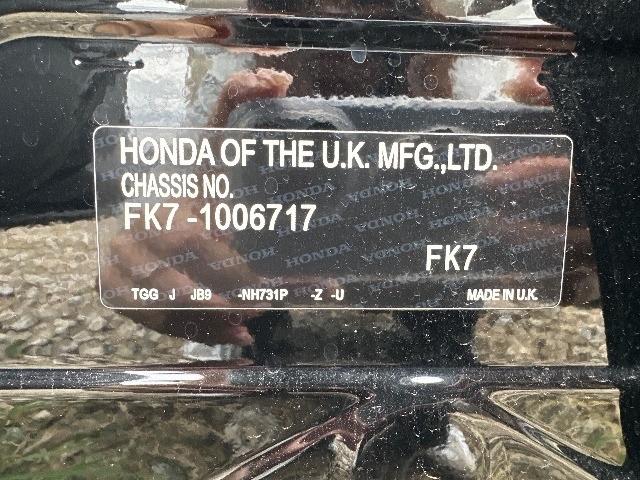 HONDA OF THE U.K. MFG.,LTD.
CHASSIS NO.
FK7 -1006717
FK7
TGG J JB9 -NH731P -Z -U MADE IN U.K.